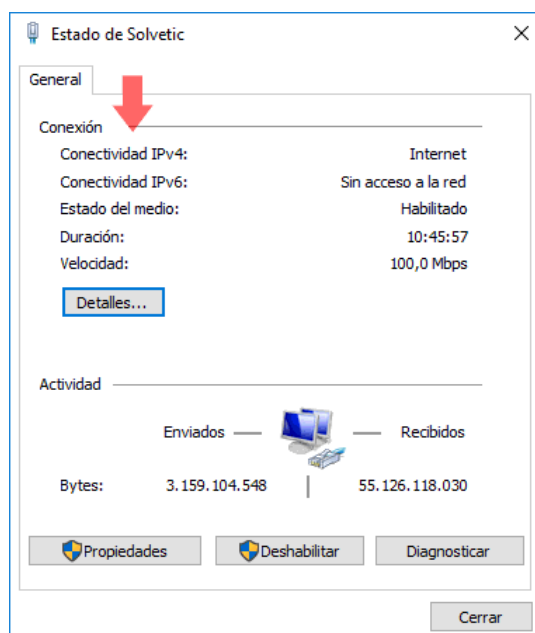 Estado de Solvetic
General
Conexión
Conectividad IPv4: Internet
Conectividad IPv6: Sin acceso a la red
Estado del medio: Habilitado
Duración: 10:45:57
Velocidad: 100,0 Mbps
Detalles...
Actividad
Enviados — — Recibidos
Bytes: 3.159.104.548 | 55.126.118.030
Propiedades Deshabilitar Diagnosticar
Cerrar